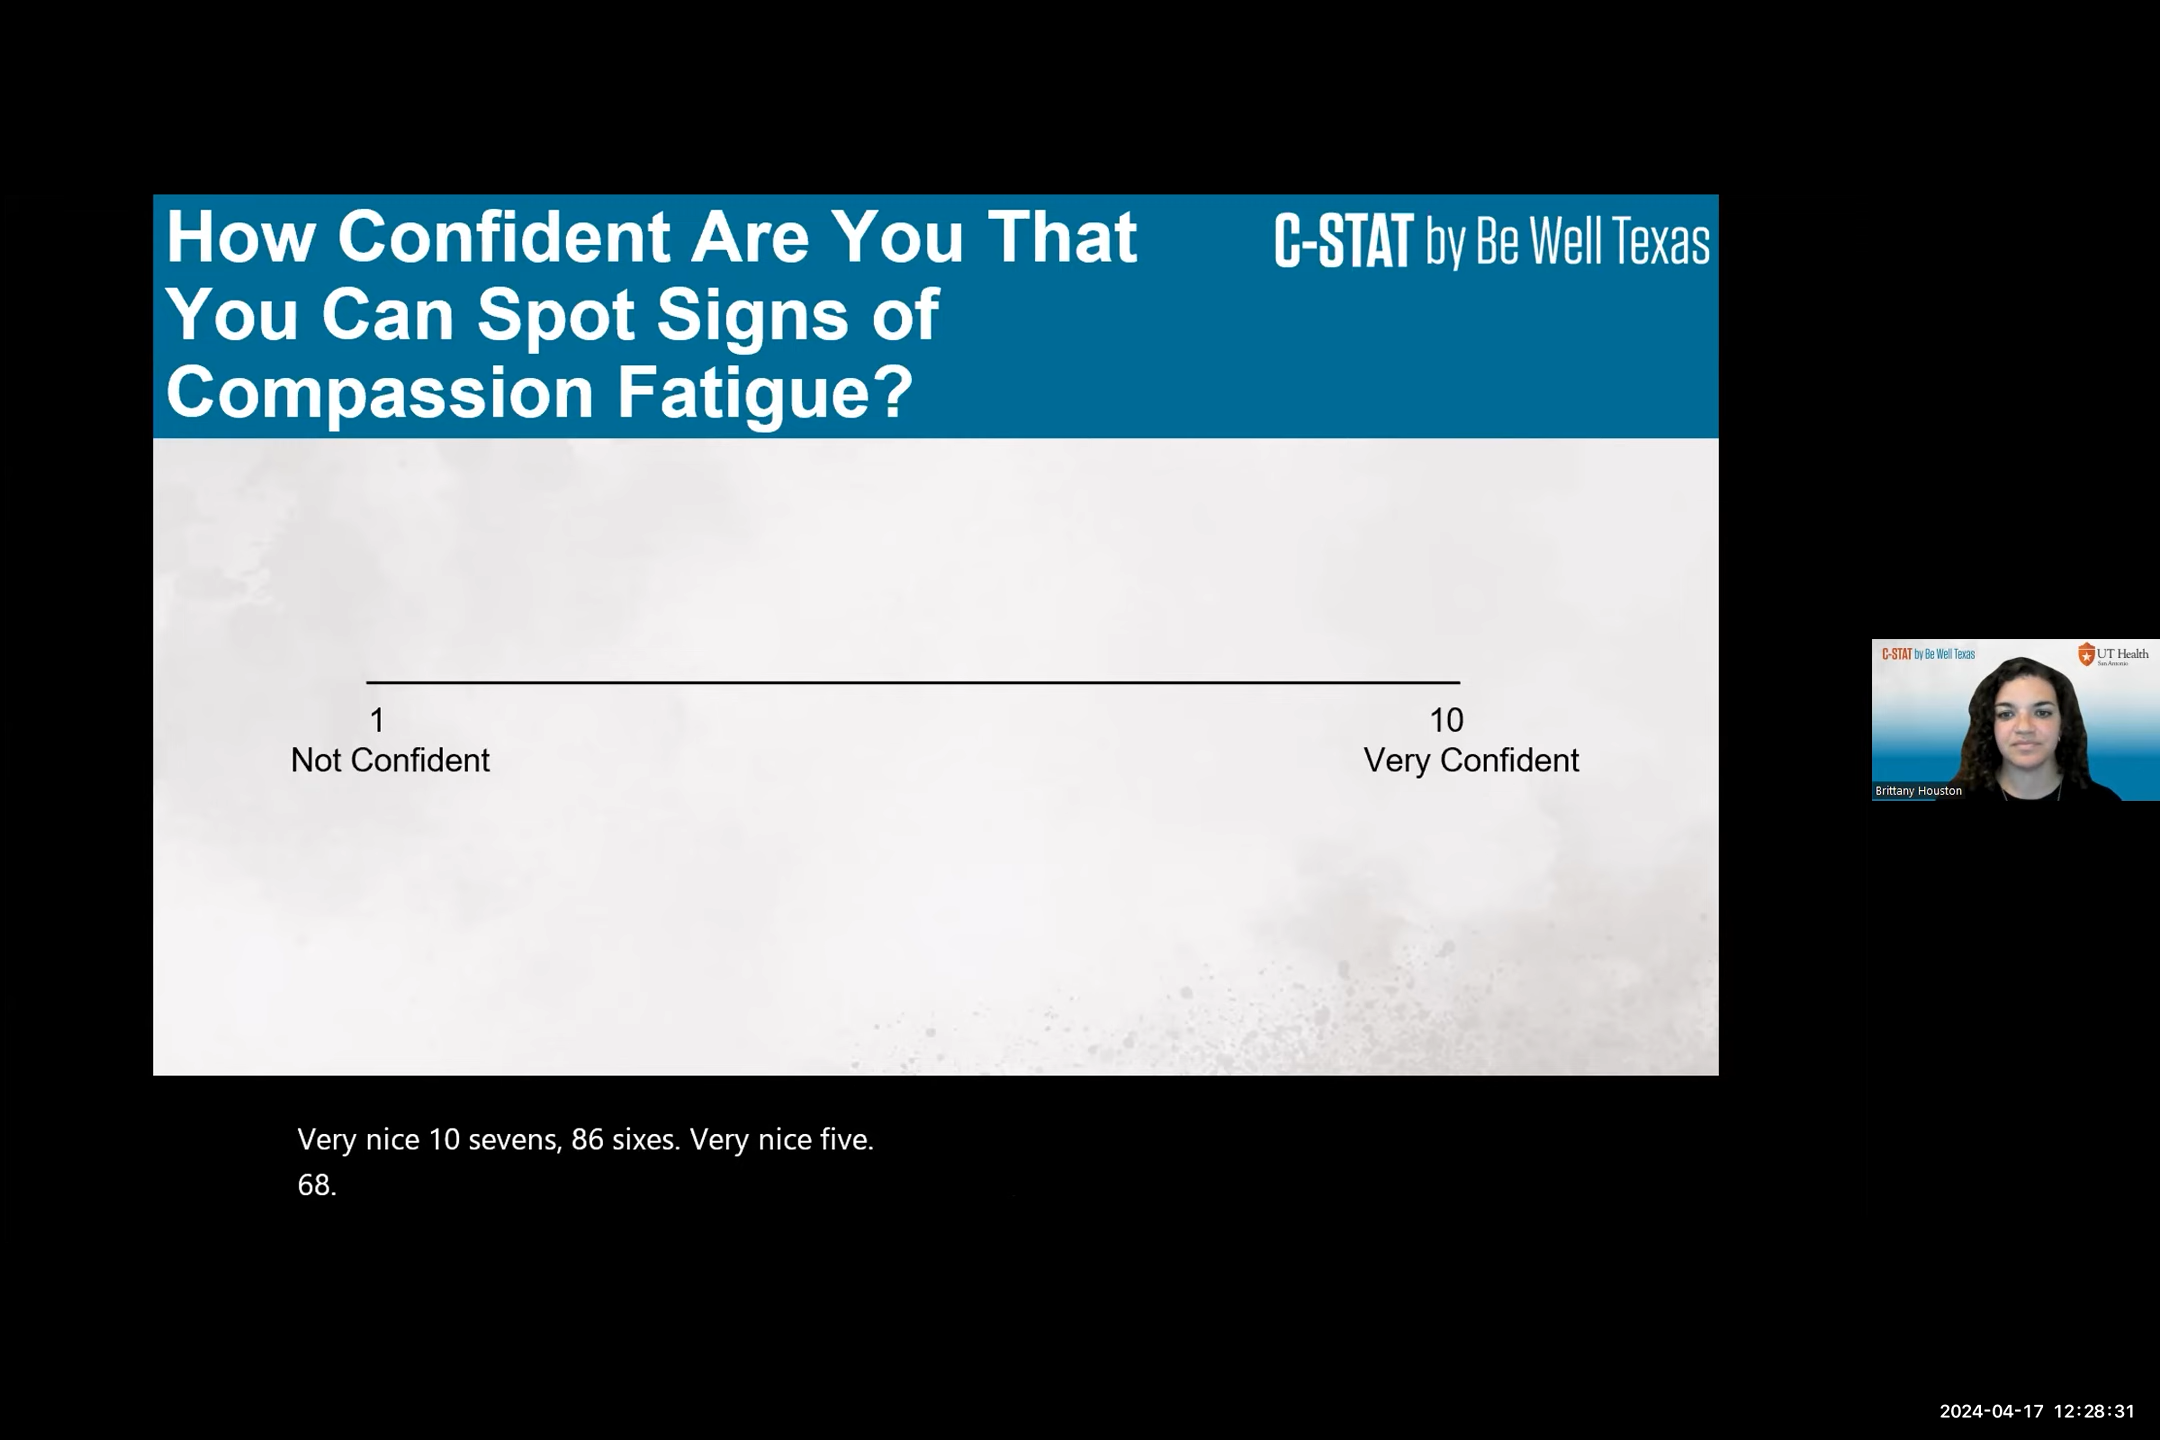 How Confident Are You That
You Can Spot Signs of
Compassion Fatigue?
C-STAT by Be Well Texas
1
Not Confident
10
Very Confident
C-STAT by Be Well Texas
UT Health
San Antonio
Brittany Houston
Very nice 10 sevens, 86 sixes. Very nice five.
68.
2024-04-17 12:28:31